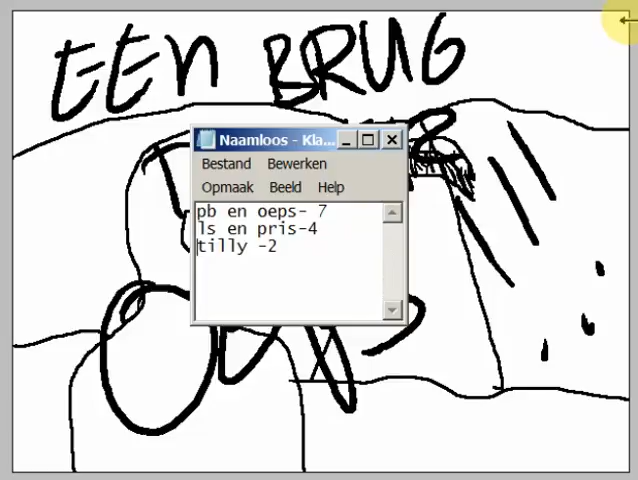 EEN BRUG
Naamloos - Kla...
Bestand Bewerken
Opmaak Beeld Help
pb en oeps- 7
ls en pris-4
tilly -2